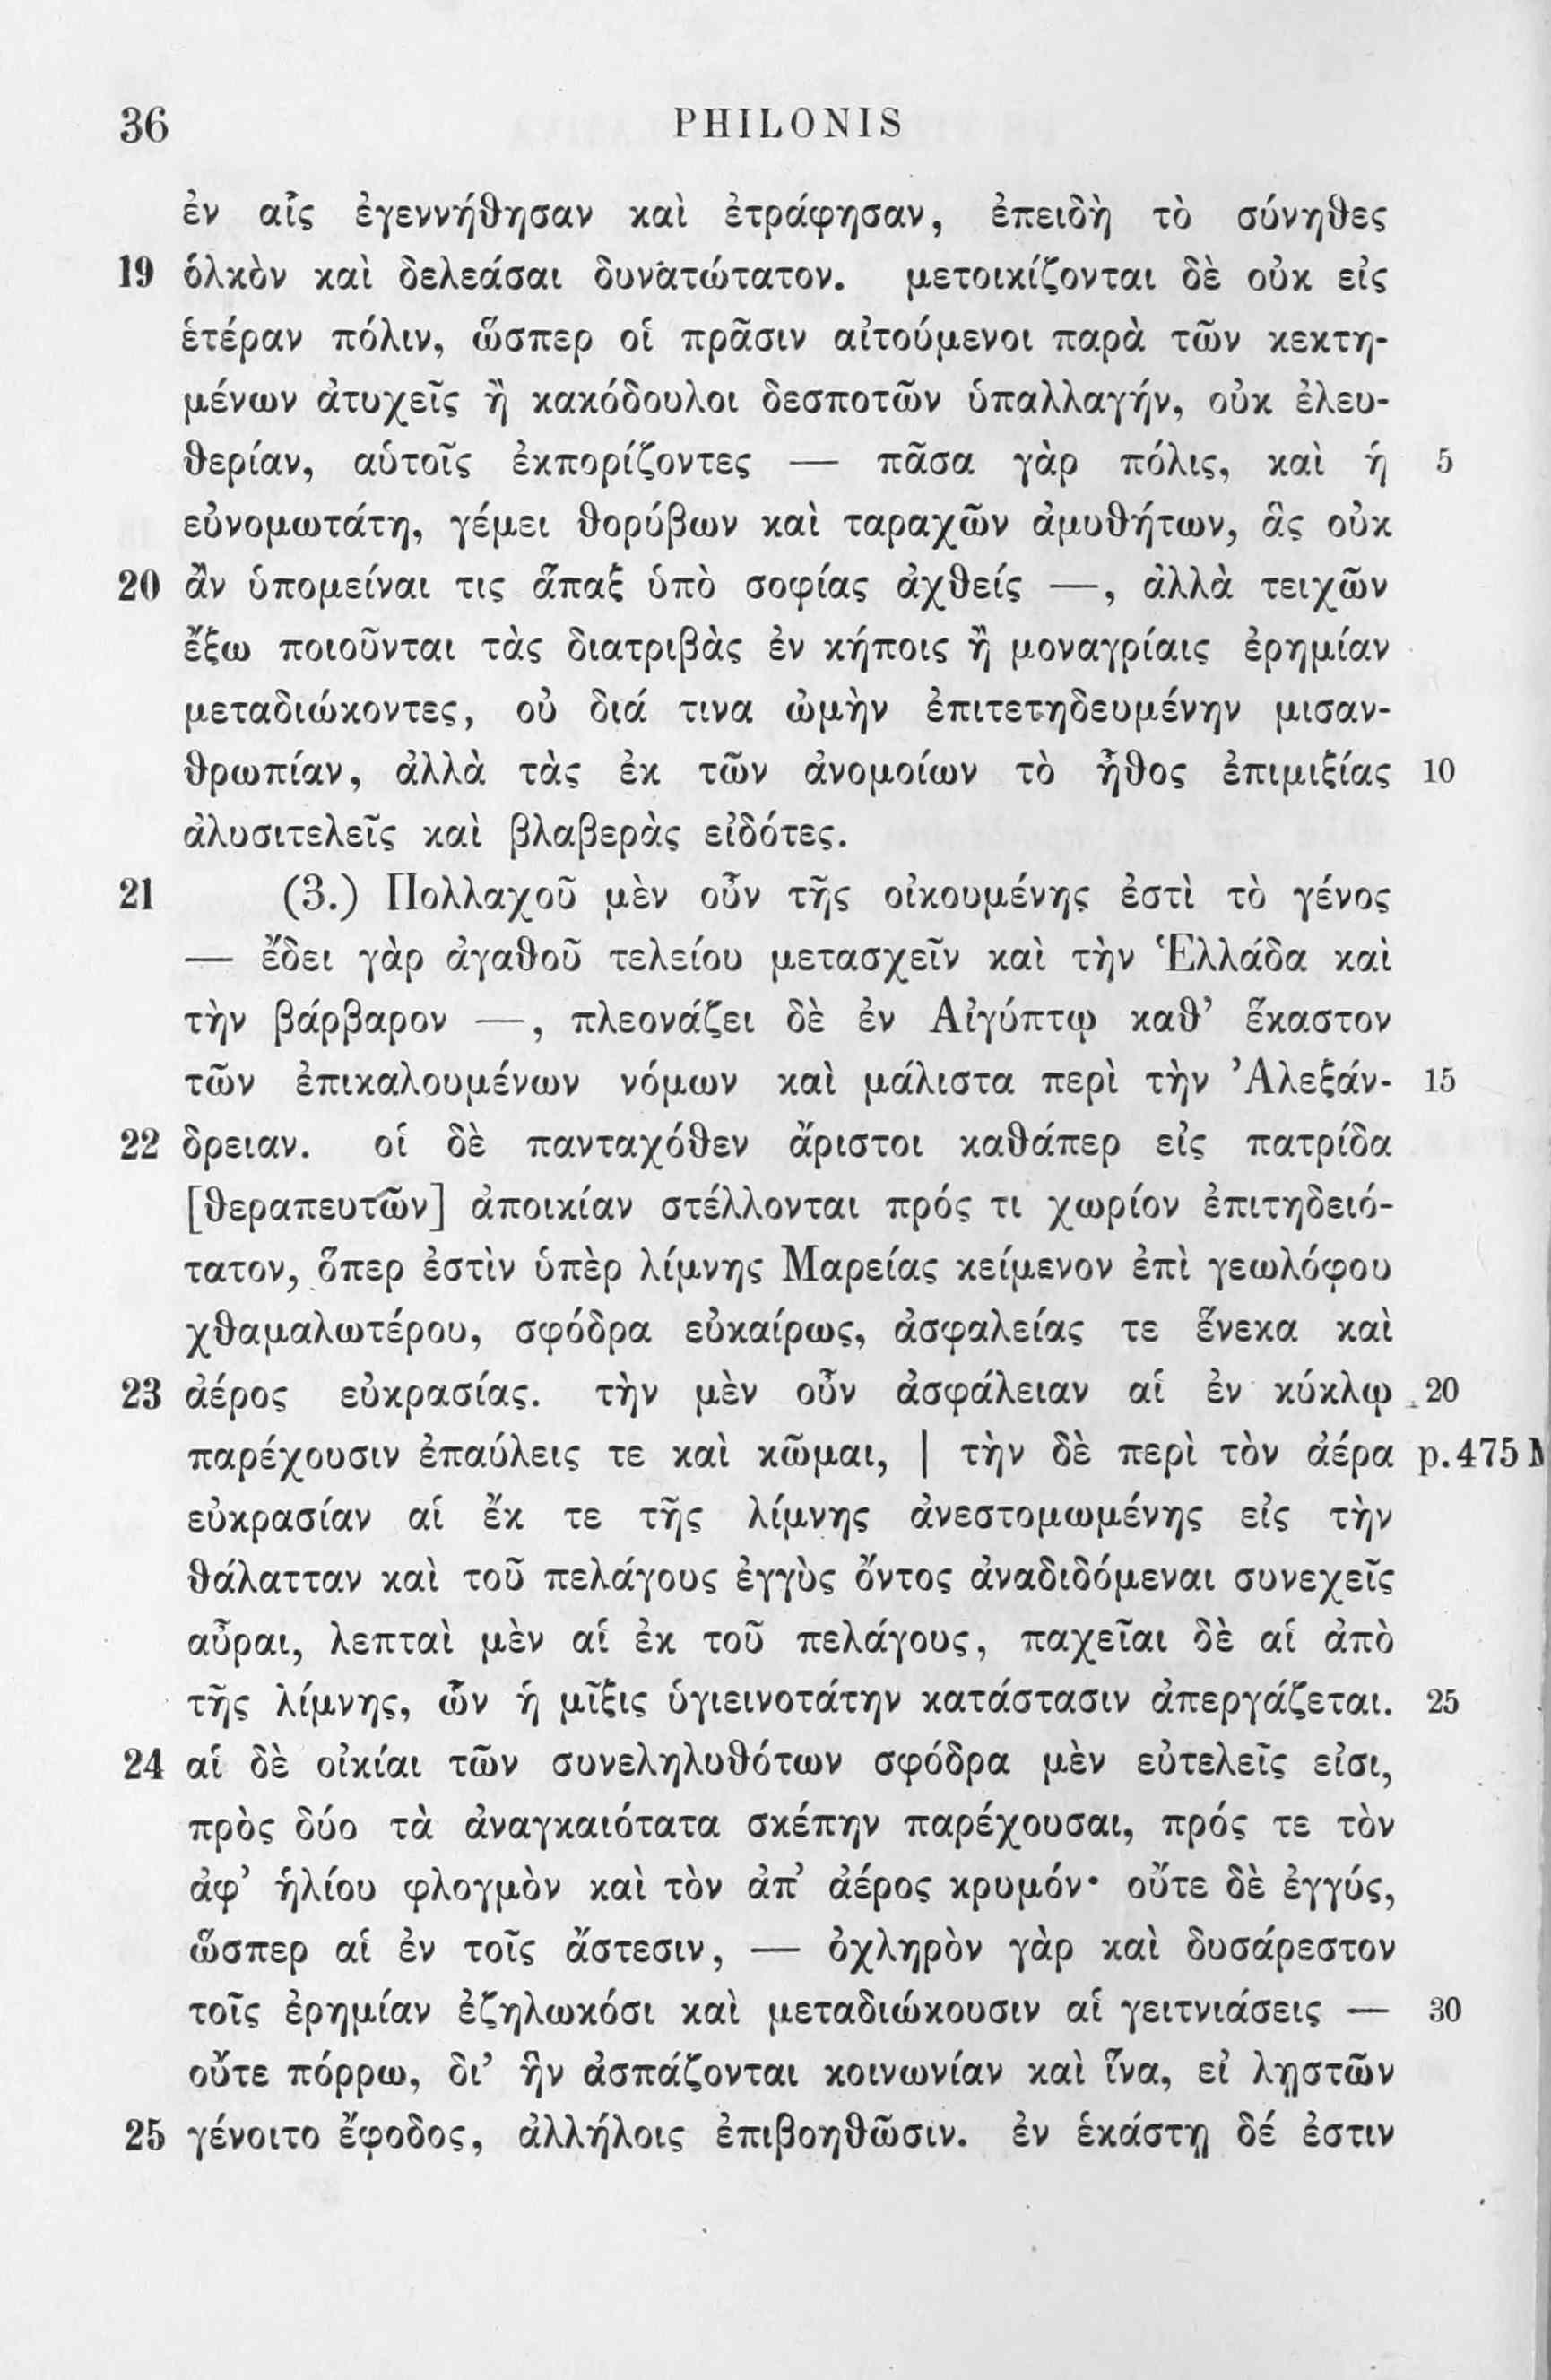 36 PHILONIS
ἐν αἷς ἐγεννήθησαν καὶ ἐτράφησαν, ἐπειδὴ τὸ σύνηθες
19 ὁλκὸν καὶ δελεάσαι δυνατώτατον. μετοικίζονται δὲ οὐκ εἰς
ἑτέραν πόλιν, ὥσπερ οἱ πρᾶσιν αἰτούμενοι παρὰ τῶν κεκτη-
μένων ἀτυχεῖς ἢ κακόδουλοι δεσποτῶν ὑπαλλαγήν, οὐκ ἐλευ-
θερίαν, αὑτοῖς ἐκπορίζοντες — πᾶσα γὰρ πόλις, καὶ ἡ 5
εὐνομωτάτη, γέμει θορύβων καὶ ταραχῶν ἀμυθήτων, ἃς οὐκ
20 ἂν ὑπομείναι τις ἅπαξ ὑπὸ σοφίας ἀχθείς —, ἀλλὰ τειχῶν
ἔξω ποιοῦνται τὰς διατριβὰς ἐν κήποις ἢ μοναγρίαις ἐρημίαν
μεταδιώκοντες, οὐ διά τινα ὠμὴν ἐπιτετηδευμένην μισαν-
θρωπίαν, ἀλλὰ τὰς ἐκ τῶν ἀνομοίων τὸ ἦθος ἐπιμιξίας 10
ἀλυσιτελεῖς καὶ βλαβερὰς εἰδότες.
21 (3.) Πολλαχοῦ μὲν οὖν τῆς οἰκουμένης ἐστὶ τὸ γένος
— ἔδει γὰρ ἀγαθοῦ τελείου μετασχεῖν καὶ τὴν Ἑλλάδα καὶ
τὴν βάρβαρον —, πλεονάζει δὲ ἐν Αἰγύπτῳ καθ’ ἕκαστον
τῶν ἐπικαλουμένων νόμων καὶ μάλιστα περὶ τὴν Ἀλεξάν- 15
22 δρειαν. οἱ δὲ πανταχόθεν ἄριστοι καθάπερ εἰς πατρίδα
[θεραπευτῶν] ἀποικίαν στέλλονται πρός τι χωρίον ἐπιτηδειό-
τατον, ὅπερ ἐστὶν ὑπὲρ λίμνης Μαρείας κείμενον ἐπὶ γεωλόφου
χθαμαλωτέρου, σφόδρα εὐκαίρως, ἀσφαλείας τε ἕνεκα καὶ
23 ἀέρος εὐκρασίας. τὴν μὲν οὖν ἀσφάλειαν αἱ ἐν κύκλῳ 20
παρέχουσιν ἐπαύλεις τε καὶ κῶμαι, | τὴν δὲ περὶ τὸν ἀέρα p. 475 M
εὐκρασίαν αἱ ἔκ τε τῆς λίμνης ἀνεστομωμένης εἰς τὴν
θάλατταν καὶ τοῦ πελάγους ἐγγὺς ὄντος ἀναδιδόμεναι συνεχεῖς
αὖραι, λεπταὶ μὲν αἱ ἐκ τοῦ πελάγους, παχεῖαι δὲ αἱ ἀπὸ
τῆς λίμνης, ὧν ἡ μῖξις ὑγιεινοτάτην κατάστασιν ἀπεργάζεται. 25
24 αἱ δὲ οἰκίαι τῶν συνεληλυθότων σφόδρα μὲν εὐτελεῖς εἰσι,
πρὸς δύο τὰ ἀναγκαιότατα σκέπην παρέχουσαι, πρός τε τὸν
ἀφ’ ἡλίου φλογμὸν καὶ τὸν ἀπ’ ἀέρος κρυμόν· οὔτε δὲ ἐγγύς,
ὥσπερ αἱ ἐν τοῖς ἄστεσιν, — ὀχληρὸν γὰρ καὶ δυσάρεστον
τοῖς ἐρημίαν ἐζηλωκόσι καὶ μεταδιώκουσιν αἱ γειτνιάσεις — 30
οὔτε πόρρω, δι’ ἣν ἀσπάζονται κοινωνίαν καὶ ἵνα, εἰ λῃστῶν
25 γένοιτο ἔφοδος, ἀλλήλοις ἐπιβοηθῶσιν. ἐν ἑκάστῃ δέ ἐστιν